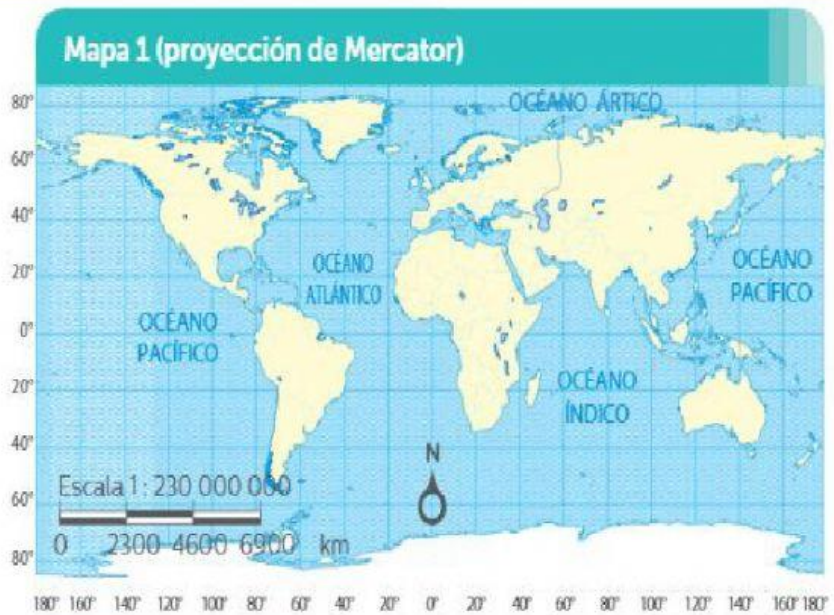 Mapa 1 (proyección de Mercator)
80°
60°
40°
20°
0°
20°
40°
60°
80°
OCÉANO ÁRTICO
OCÉANO
ATLÁNTICO
OCÉANO
PACÍFICO
OCÉANO
PACÍFICO
OCÉANO
ÍNDICO
N
Escala 1: 230 000 000
0 2300 4600 6900 km
180° 160° 140° 120° 100° 80° 60° 40° 20° 0° 20° 40° 60° 80° 100° 120° 140° 160° 180°